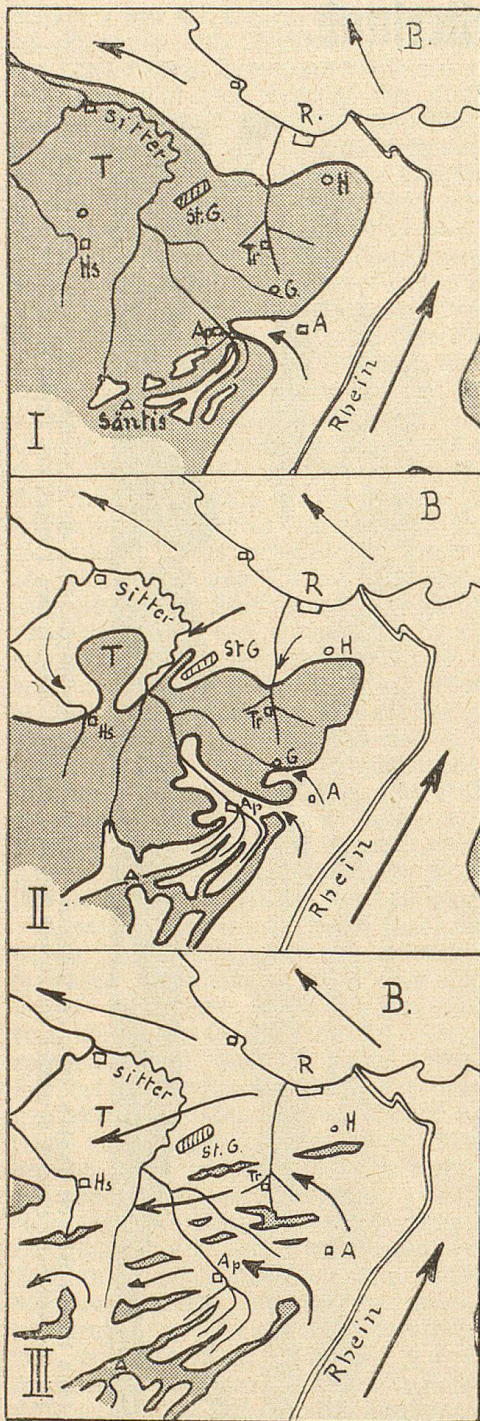 B.
R.
Sitter
T
H
St. G.
Tr
Hs
G.
A
Ap
Rhein
Säntis
I
B
R
Sitter
St G
H
T
Tr
Hs
G
A
Ap
Rhein
II
B.
R
Sitter
T
H
St. G.
Tr
Hs
A
Ap
Rhein
III